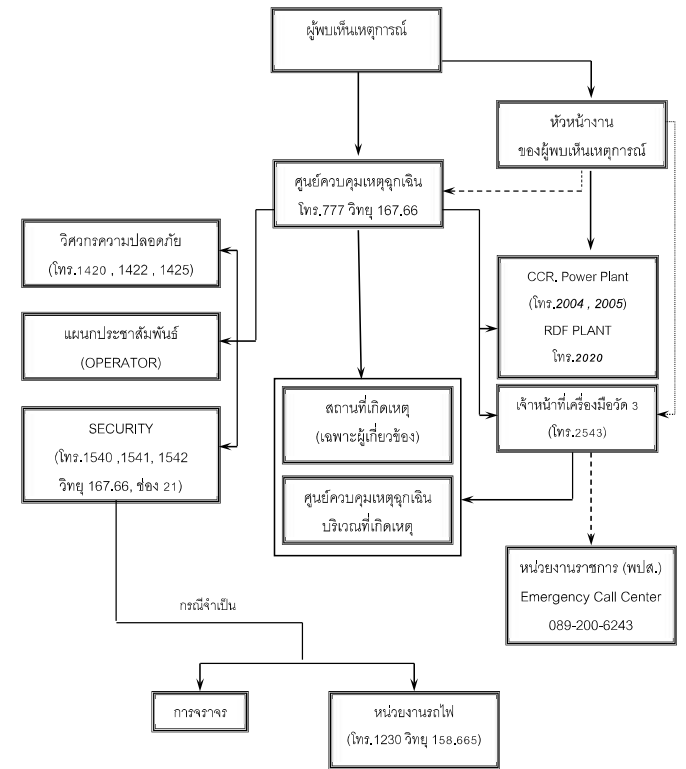 ผู้พบเห็นเหตุการณ์
หัวหน้างาน
ของผู้พบเห็นเหตุการณ์
ศูนย์ควบคุมเหตุฉุกเฉิน
โทร.777 วิทยุ 167.66
วิศวกรความปลอดภัย
(โทร.1420 , 1422 , 1425)
CCR. Power Plant
(โทร.2004 , 2005)
RDF PLANT
โทร.2020
แผนกประชาสัมพันธ์
(OPERATOR)
สถานที่เกิดเหตุ
(เฉพาะผู้เกี่ยวข้อง)
เจ้าหน้าที่เครื่องมือวัด 3
(โทร.2543)
SECURITY
(โทร.1540 ,1541, 1542
วิทยุ 167.66, ช่อง 21)
ศูนย์ควบคุมเหตุฉุกเฉิน
บริเวณที่เกิดเหตุ
หน่วยงานราชการ (พปส.)
Emergency Call Center
089-200-6243
กรณีจำเป็น
การจราจร
หน่วยงานรถไฟ
(โทร.1230 วิทยุ 158.665)